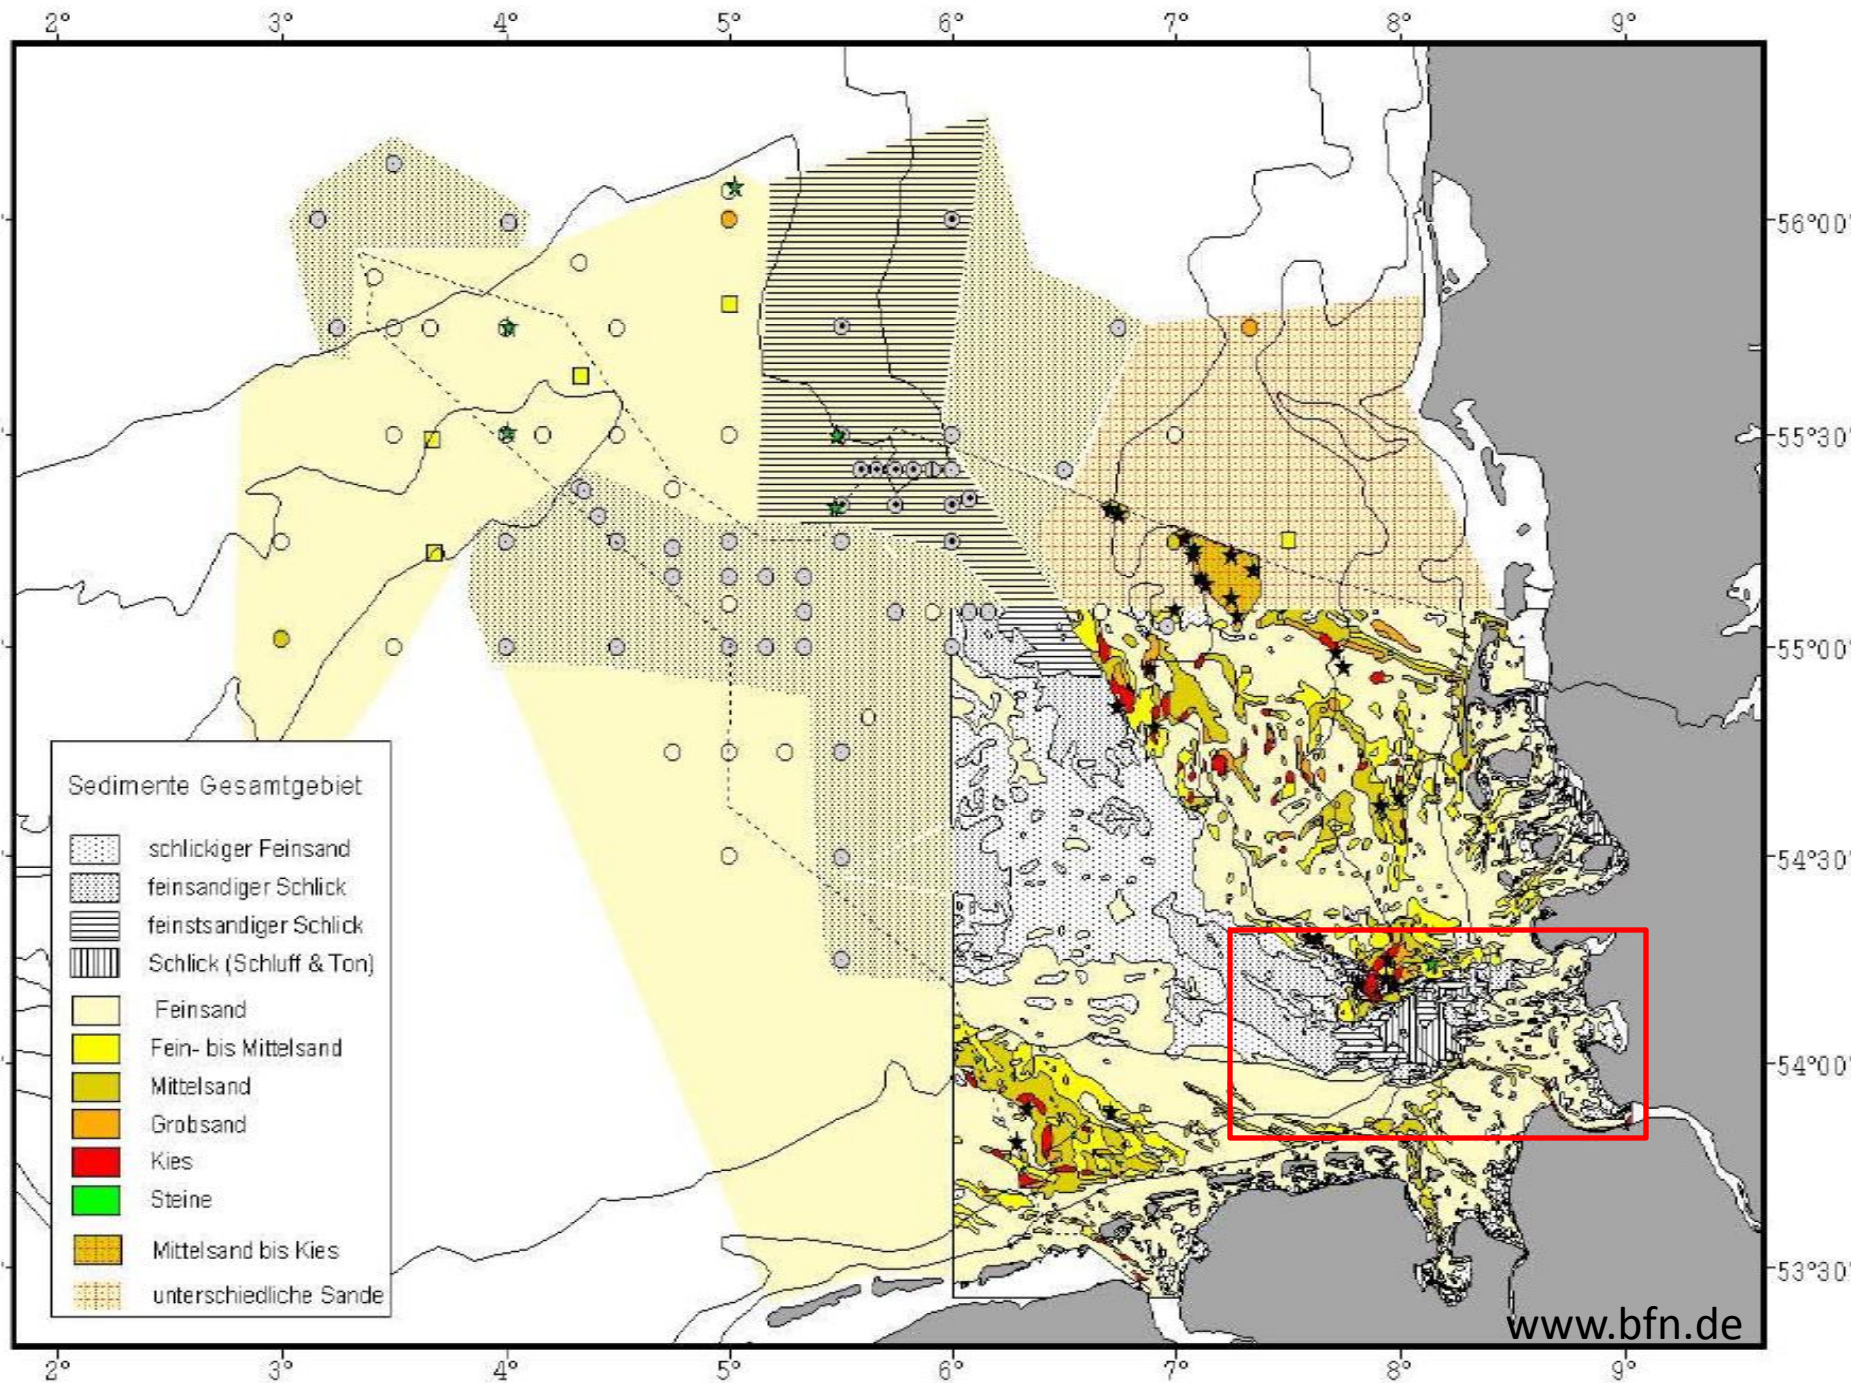 2° 3° 4° 5° 6° 7° 8° 9°
56°00'
55°30'
55°00'
54°30'
54°00'
53°30'
Sedimente Gesamtgebiet
schlickiger Feinsand
feinsandiger Schlick
feinstsandiger Schlick
Schlick (Schluff & Ton)
Feinsand
Fein- bis Mittelsand
Mittelsand
Grobsand
Kies
Steine
Mittelsand bis Kies
unterschiedliche Sande
www.bfn.de
2° 3° 4° 5° 6° 7° 8° 9°